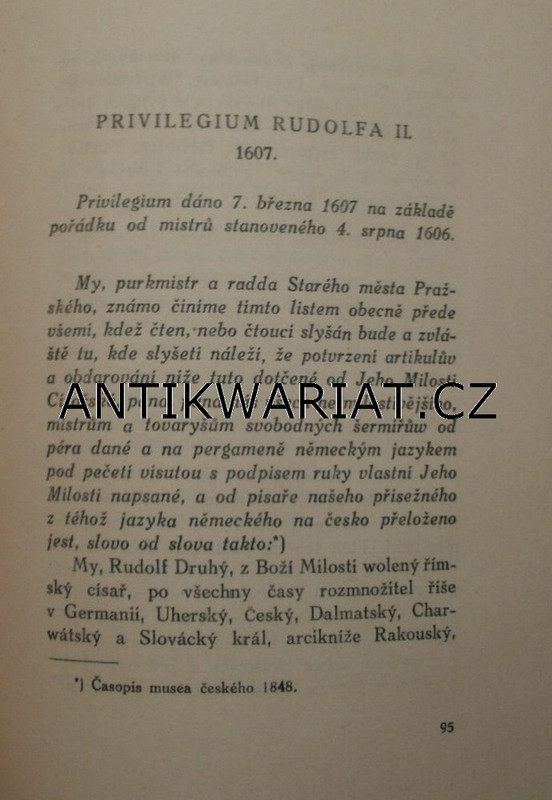 PRIVILEGIUM RUDOLFA II.
1607.
Privilegium dáno 7. března 1607 na základě
pořádku od mistrů stanoveného 4. srpna 1606.
My, purkmistr a radda Starého města Praž-
ského, známo činíme tímto listem obecně přede
všemi, kdež čten, nebo čtoucí slyšán bude a zvlá-
ště tu, kde slyšeti náleží, že potvrzení artikulův
a obdarování níže tuto dotčené od Jeho Milosti
ANTIKWARIAT.CZ
mistrům a tovaryšům svobodných šermířův od
péra dané a na pergameně německým jazykem
pod pečetí visutou s podpisem ruky vlastní Jeho
Milosti napsané, a od písaře našeho přísežného
z téhož jazyka německého na česko přeloženo
jest, slovo od slova takto:*)
My, Rudolf Druhý, z Boží Milosti wolený řím-
ský císař, po všechny časy rozmnožitel říše
v Germanii, Uherský, Český, Dalmatský, Char-
wátský a Slovácký král, arcikníže Rakouský,
*) Časopis musea českého 1848.
95